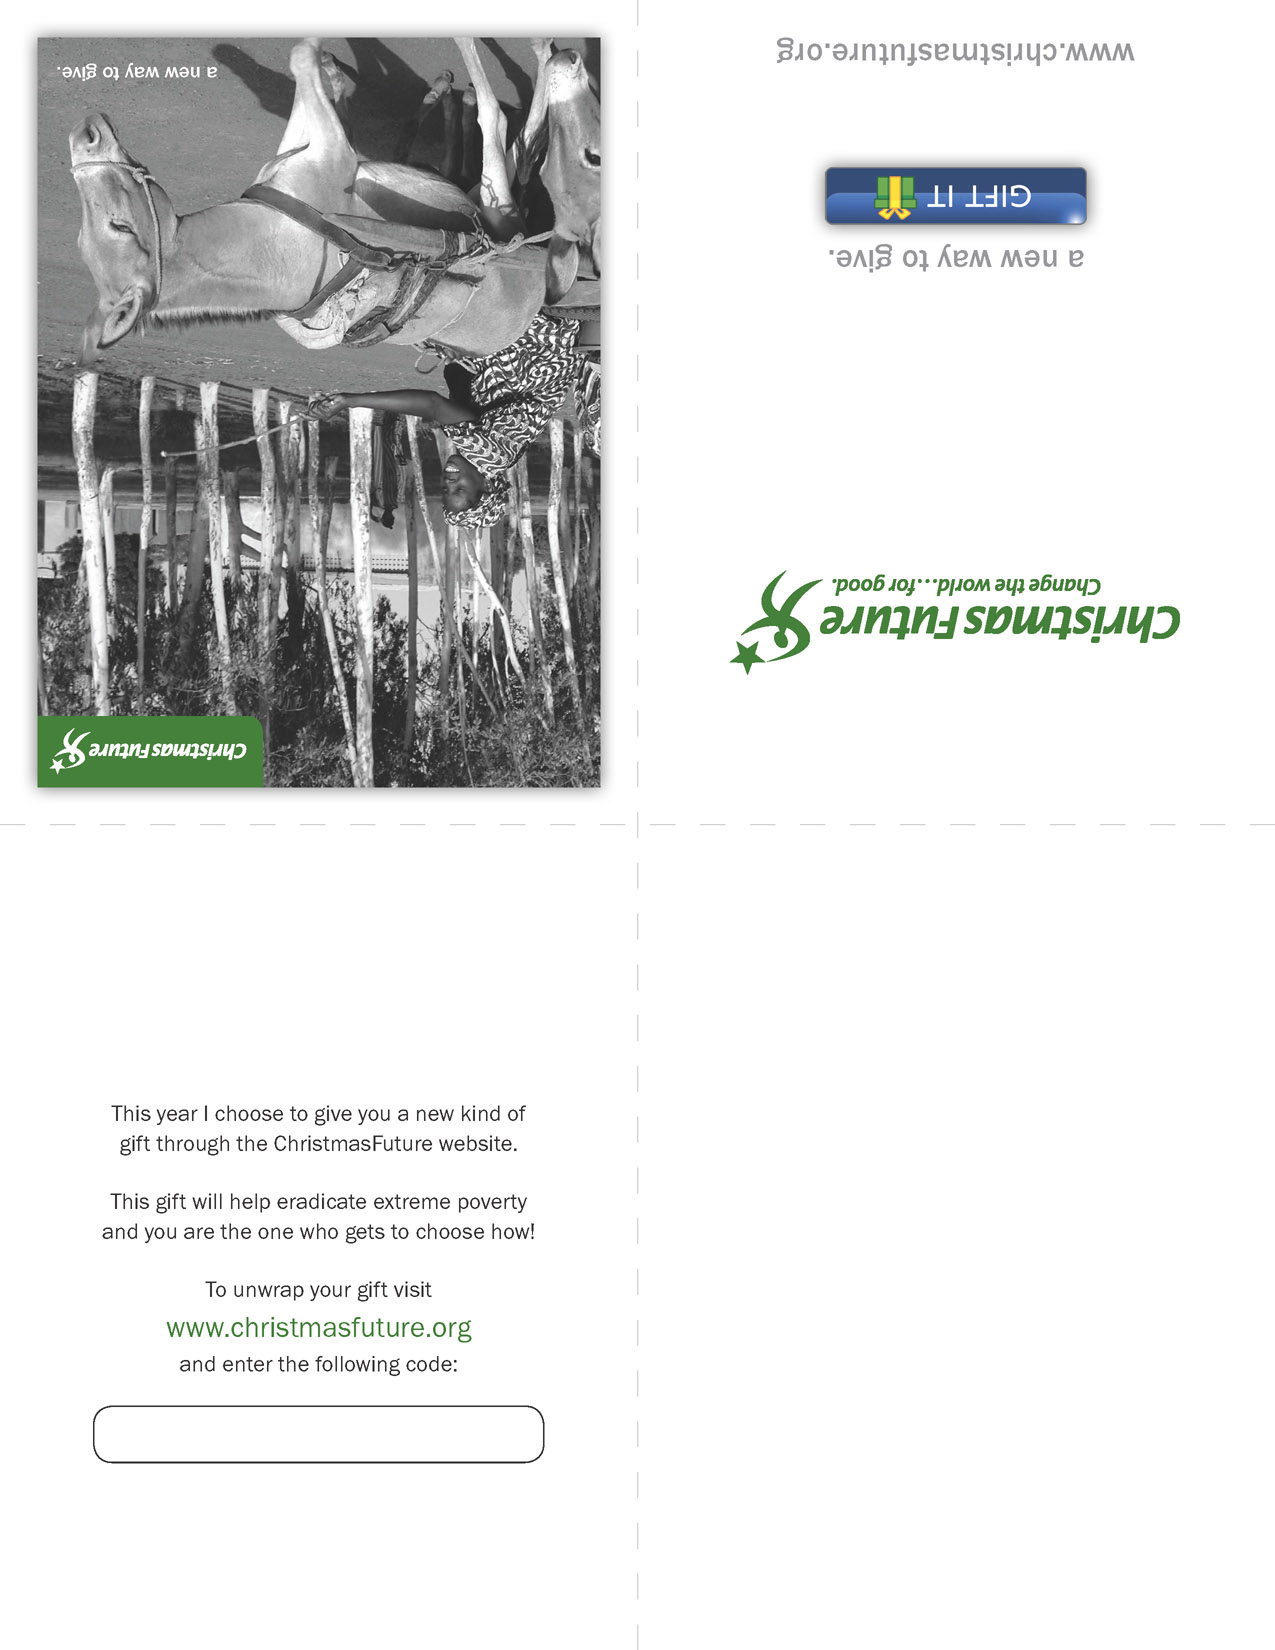 a new way to give.
ChristmasFuture
www.christmasfuture.org
GIFT IT
a new way to give.
Change the world...for good.
ChristmasFuture
This year I choose to give you a new kind of
gift through the ChristmasFuture website.
This gift will help eradicate extreme poverty
and you are the one who gets to choose how!
To unwrap your gift visit
www.christmasfuture.org
and enter the following code: